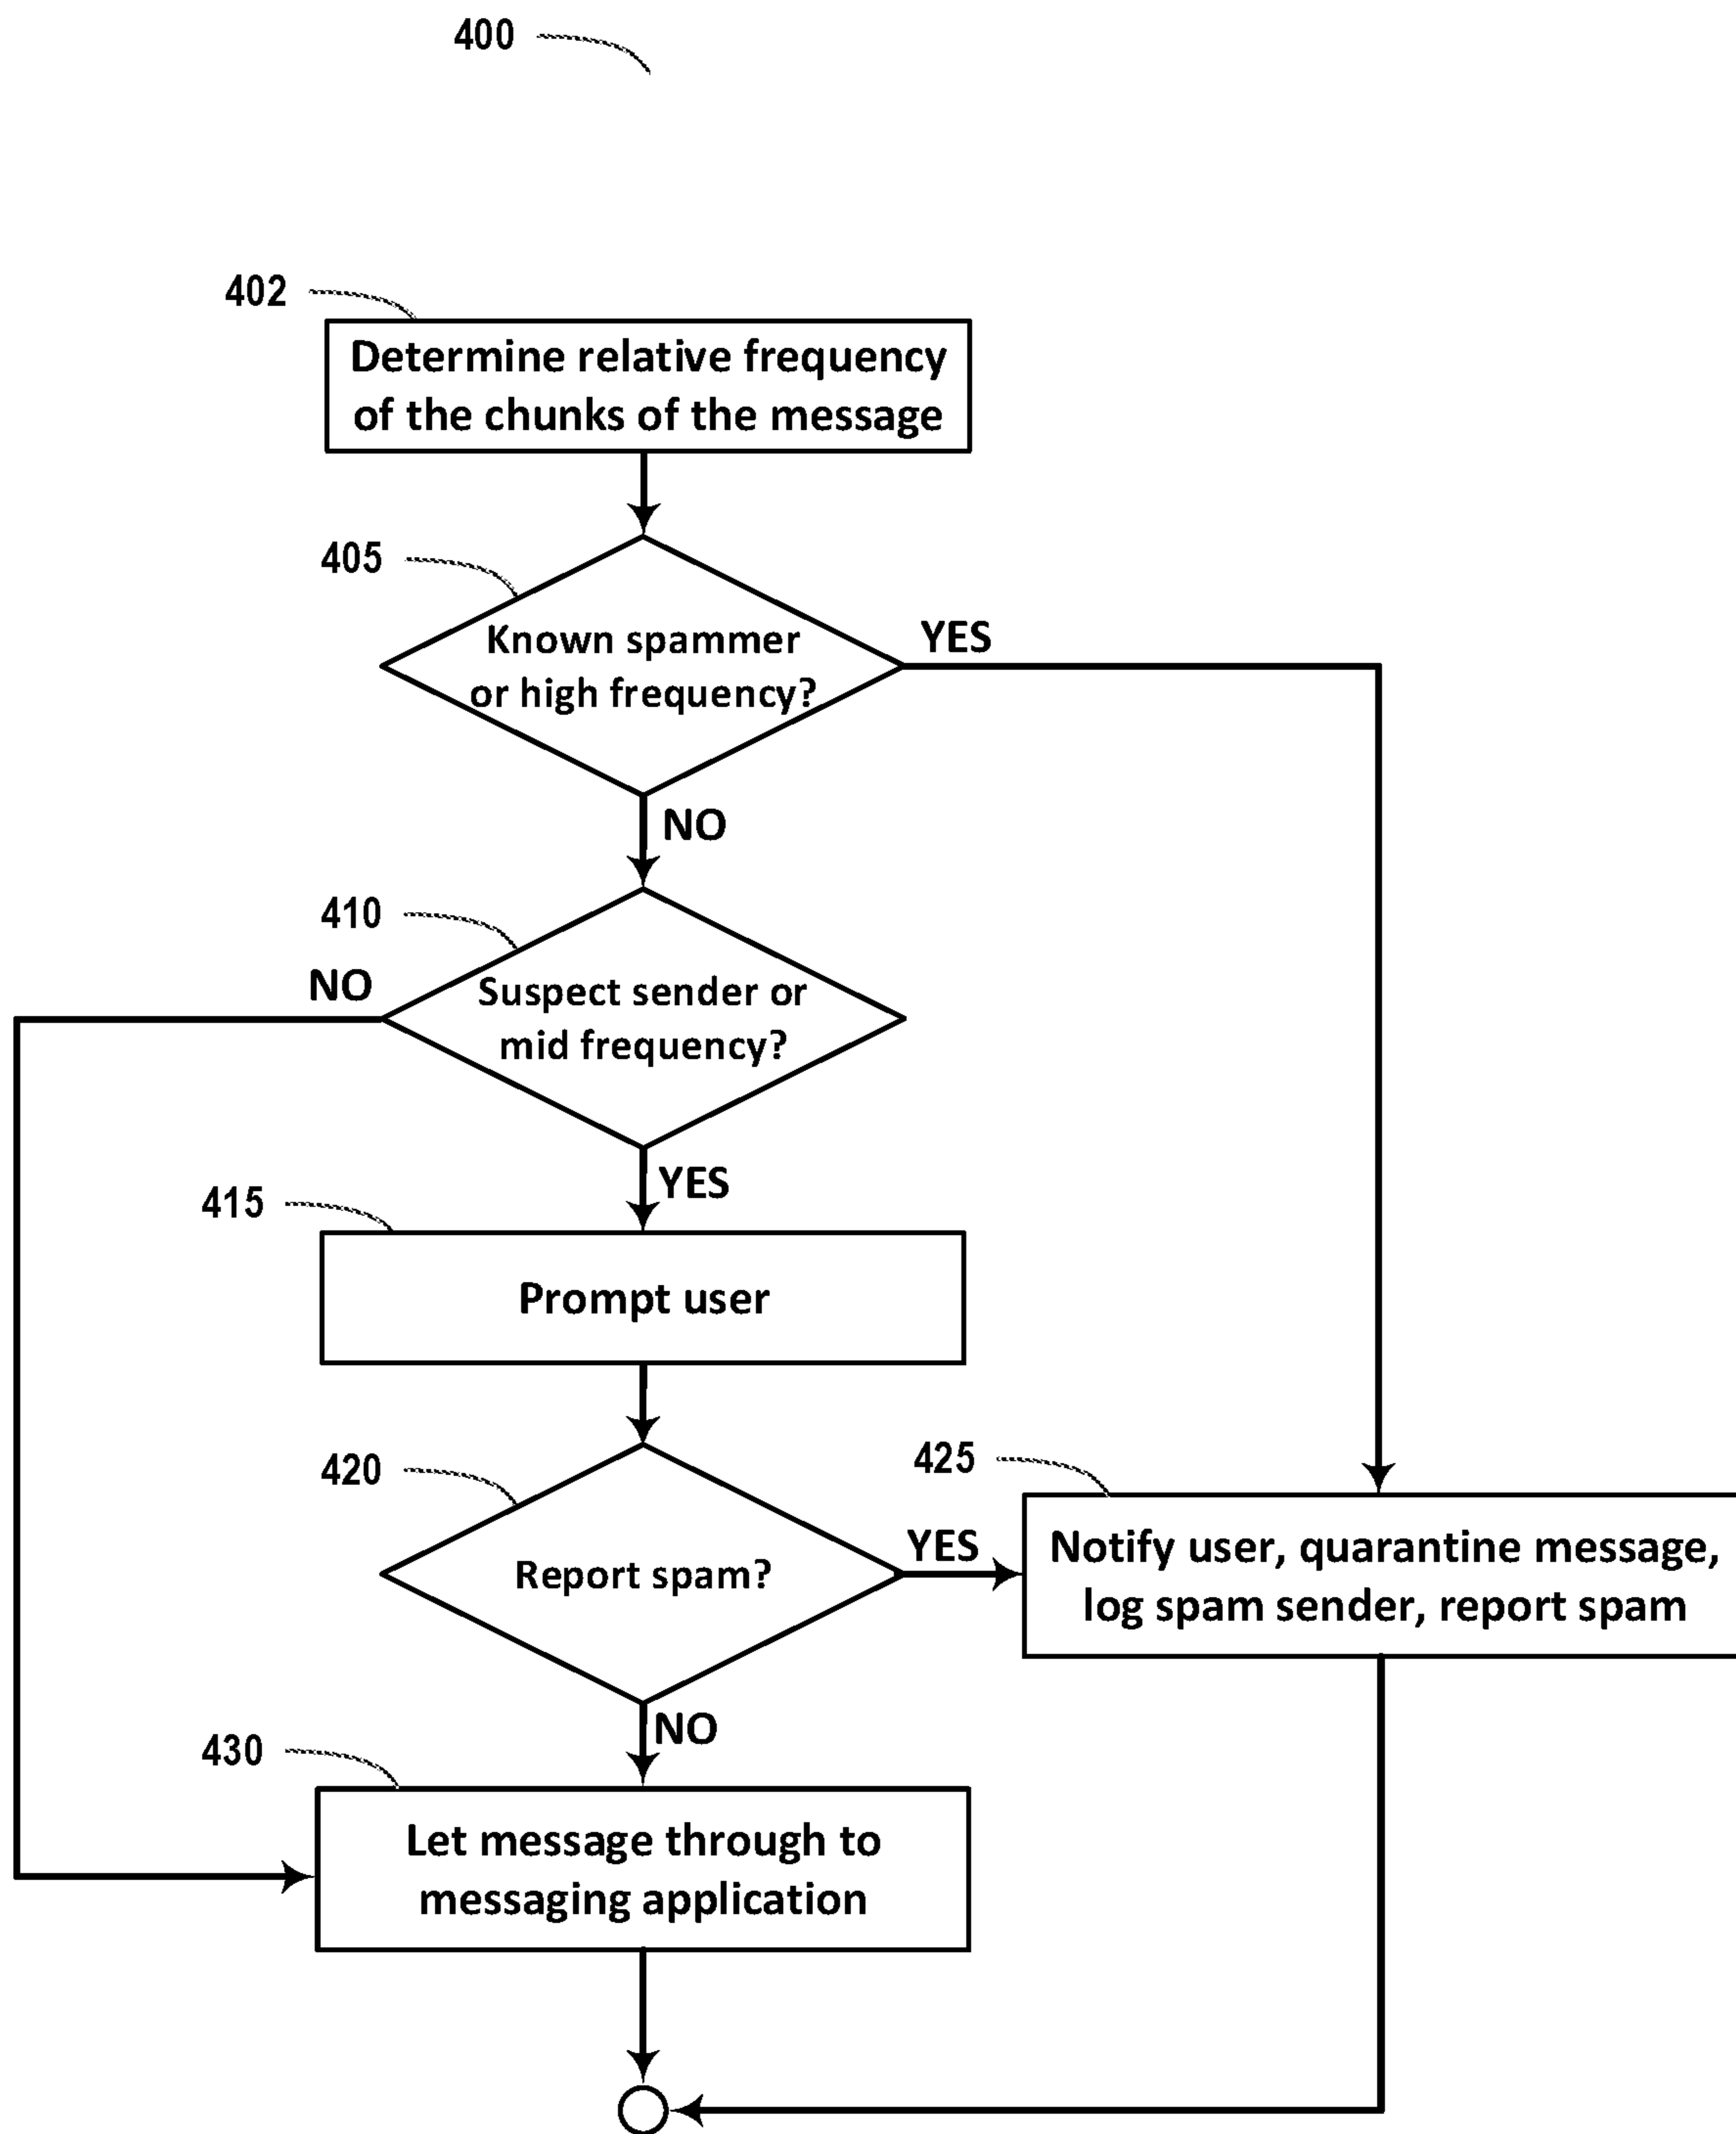 400
402
Determine relative frequency
of the chunks of the message
405
Known spammer
or high frequency?
YES
NO
410
NO
Suspect sender or
mid frequency?
YES
415
Prompt user
420
425
Report spam?
YES
Notify user, quarantine message,
log spam sender, report spam
NO
430
Let message through to
messaging application